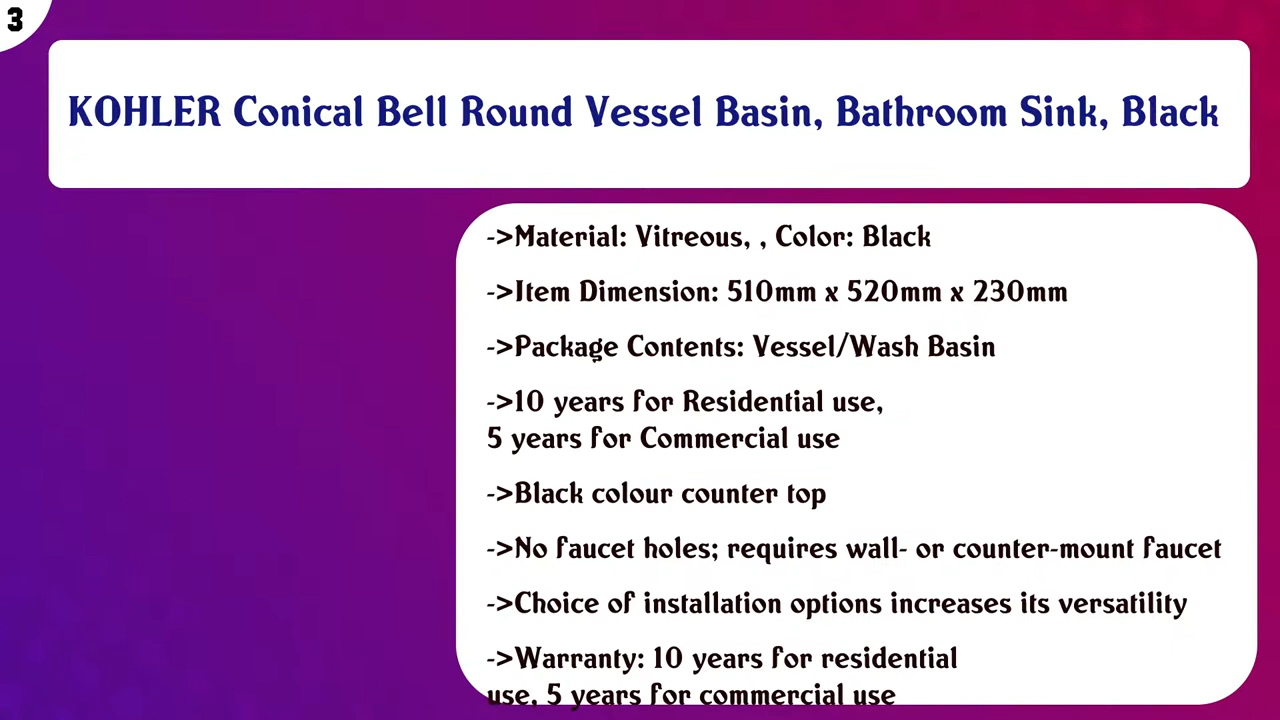 3
KOHLER Conical Bell Round Vessel Basin, Bathroom Sink, Black
->Material: Vitreous, , Color: Black
->Item Dimension: 510mm x 520mm x 230mm
->Package Contents: Vessel/Wash Basin
->10 years for Residential use,
5 years for Commercial use
->Black colour counter top
->No faucet holes; requires wall- or counter-mount faucet
->Choice of installation options increases its versatility
->Warranty: 10 years for residential
use, 5 years for commercial use